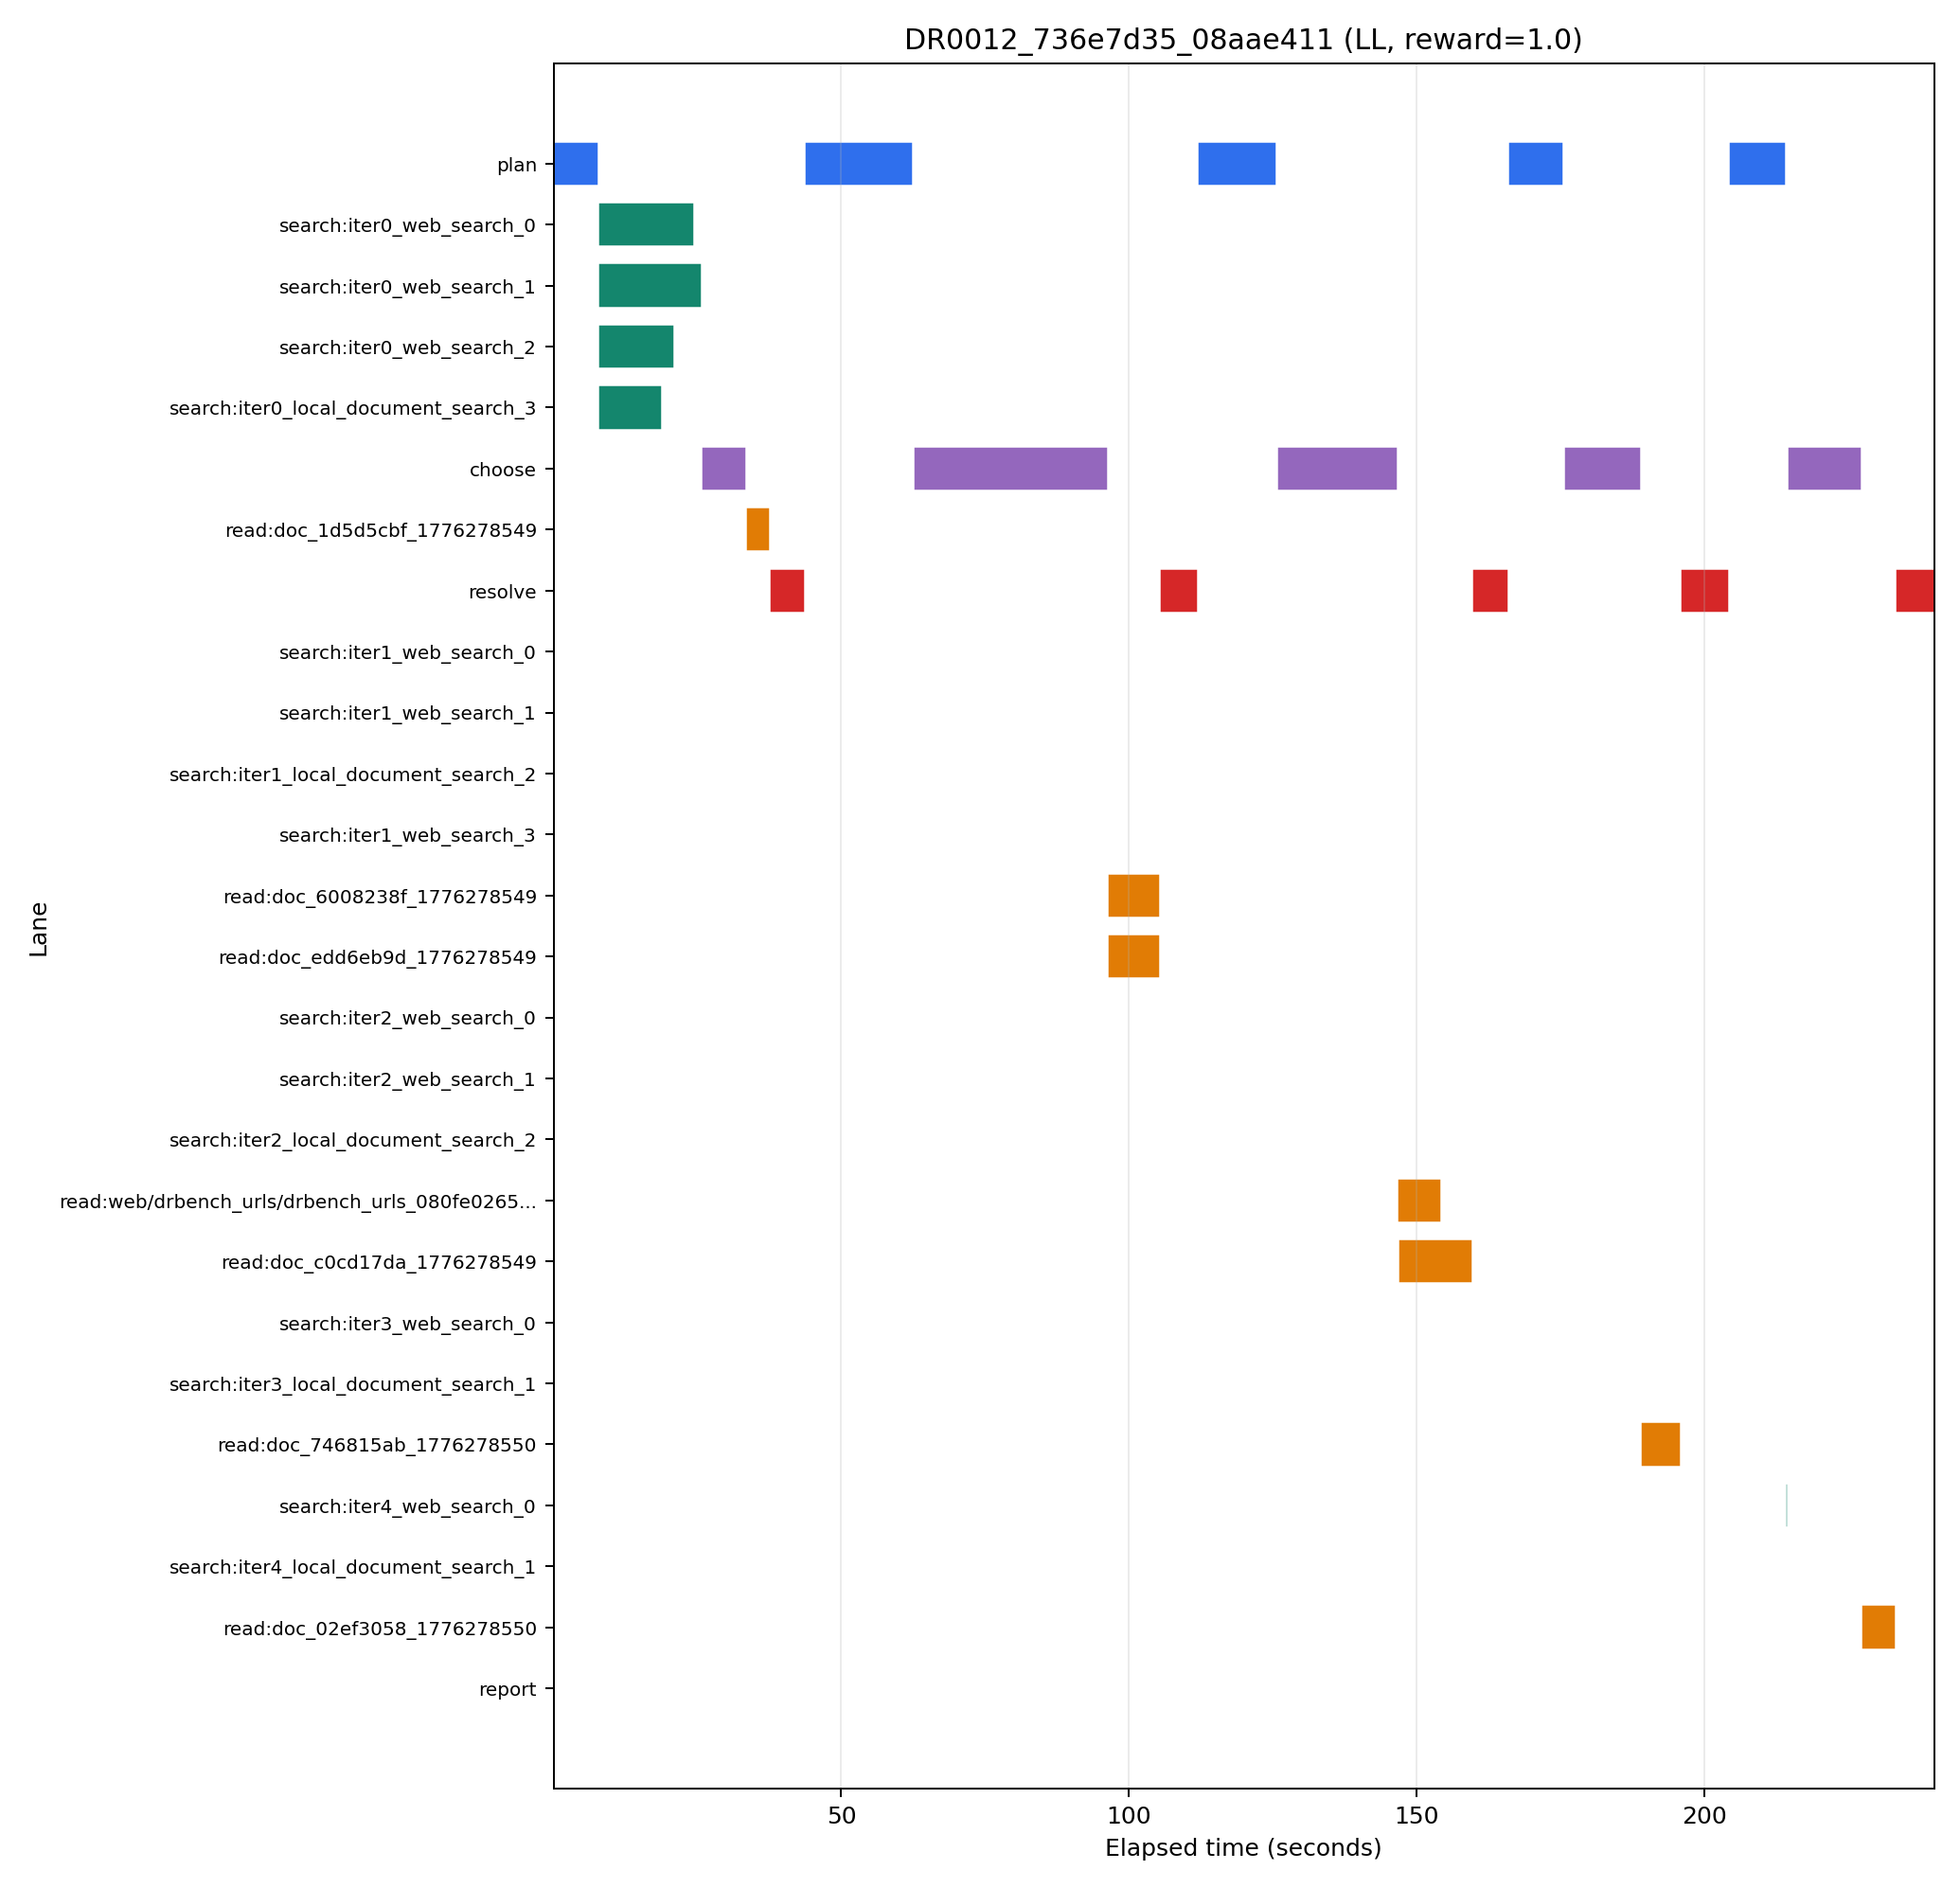 DR0012_736e7d35_08aae411 (LL, reward=1.0)
plan
search:iter0_web_search_0
search:iter0_web_search_1
search:iter0_web_search_2
search:iter0_local_document_search_3
choose
read:doc_1d5d5cbf_1776278549
resolve
search:iter1_web_search_0
search:iter1_web_search_1
search:iter1_local_document_search_2
search:iter1_web_search_3
read:doc_6008238f_1776278549
read:doc_edd6eb9d_1776278549
search:iter2_web_search_0
search:iter2_web_search_1
search:iter2_local_document_search_2
read:web/drbench_urls/drbench_urls_080fe0265...
read:doc_c0cd17da_1776278549
search:iter3_web_search_0
search:iter3_local_document_search_1
read:doc_746815ab_1776278550
search:iter4_web_search_0
search:iter4_local_document_search_1
read:doc_02ef3058_1776278550
report
Lane
50 100 150 200
Elapsed time (seconds)